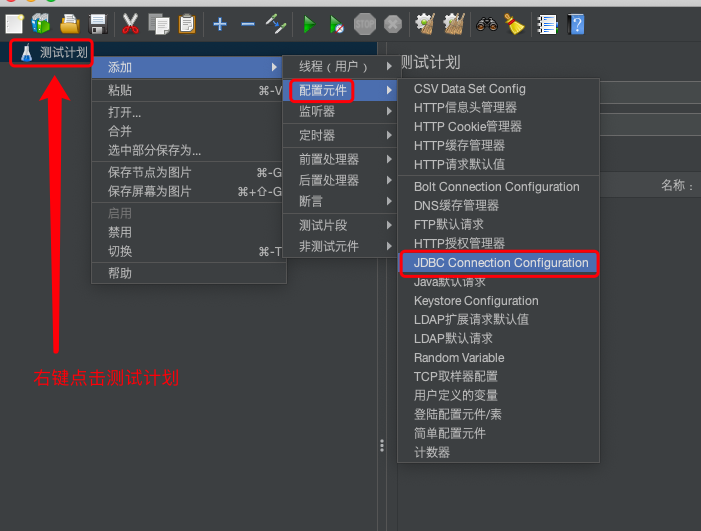 STOP
测试计划
添加
粘贴 ⌘-V
打开...
合并
选中部分保存为...
保存节点为图片 ⌘-G
保存屏幕为图片 ⌘+⇧-G
启用
禁用
切换 ⌘-T
帮助
线程（用户）
配置元件
监听器
定时器
前置处理器
后置处理器
断言
测试片段
非测试元件
测试计划
CSV Data Set Config
HTTP信息头管理器
HTTP Cookie管理器
HTTP缓存管理器
HTTP请求默认值
Bolt Connection Configuration
DNS缓存管理器
FTP默认请求
HTTP授权管理器
JDBC Connection Configuration
Java默认请求
Keystore Configuration
LDAP扩展请求默认值
LDAP默认请求
Random Variable
TCP取样器配置
用户定义的变量
登陆配置元件/素
简单配置元件
计数器
名称：
右键点击测试计划